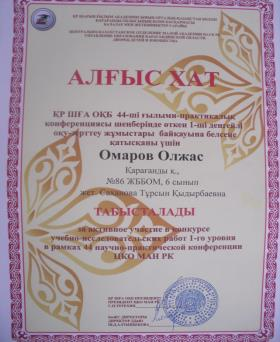 АЛҒЫС ХАТ
ҚР ШҒА ОҚБ 44-ші ғылыми-практикалық
конференциясы шеңберінде өткен 1-ші деңгейлі
оқу-зерттеу жұмыстары байқауына белсене
қатысқаны үшін
Омаров Олжас
Қарағанды қ.,
№86 ЖББОМ, 6 сынып
жет. Саханова Тұрсын Қыдырбаевна
ТАБЫСТАЛАДЫ
за активное участие в конкурсе
учебно-исследовательских работ 1-го уровня
в рамках 44 научно-практической конференции
ЦКО МАН РК